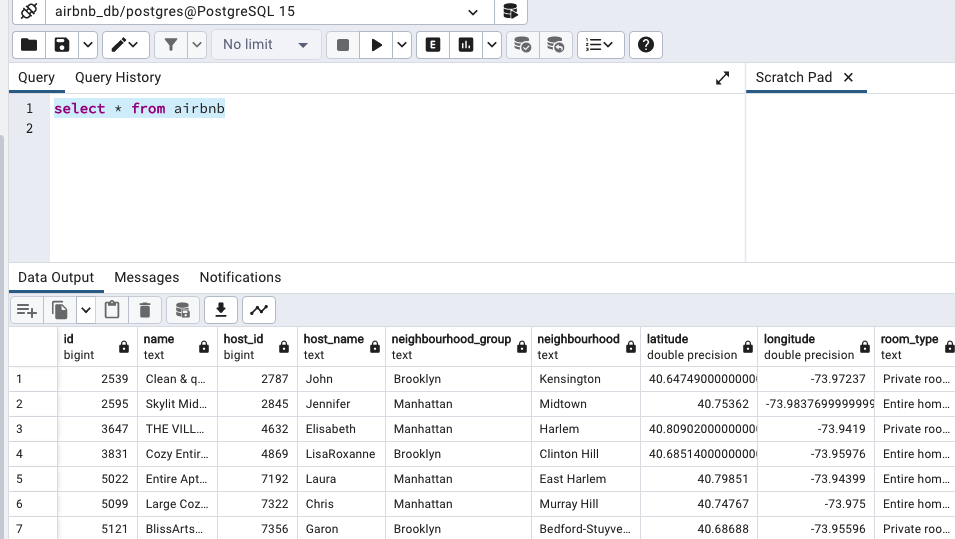 airbnb_db/postgres@PostgreSQL 15
No limit
E
Query Query History
Scratch Pad
1 select * from airbnb
2
Data Output Messages Notifications
id name host_id host_name neighbourhood_group neighbourhood latitude longitude room_type
bigint text bigint text text text double precision double precision text
1 2539 Clean & q... 2787 John Brooklyn Kensington 40.64749000000000 -73.97237 Private roo...
2 2595 Skylit Mid... 2845 Jennifer Manhattan Midtown 40.75362 -73.9837699999999 Entire hom...
3 3647 THE VILL... 4632 Elisabeth Manhattan Harlem 40.80902000000000 -73.9419 Private roo...
4 3831 Cozy Entir... 4869 LisaRoxanne Brooklyn Clinton Hill 40.68514000000000 -73.95976 Entire hom...
5 5022 Entire Apt... 7192 Laura Manhattan East Harlem 40.79851 -73.94399 Entire hom...
6 5099 Large Coz... 7322 Chris Manhattan Murray Hill 40.74767 -73.975 Entire hom...
7 5121 BlissArts... 7356 Garon Brooklyn Bedford-Stuyve... 40.68688 -73.95596 Private roo...